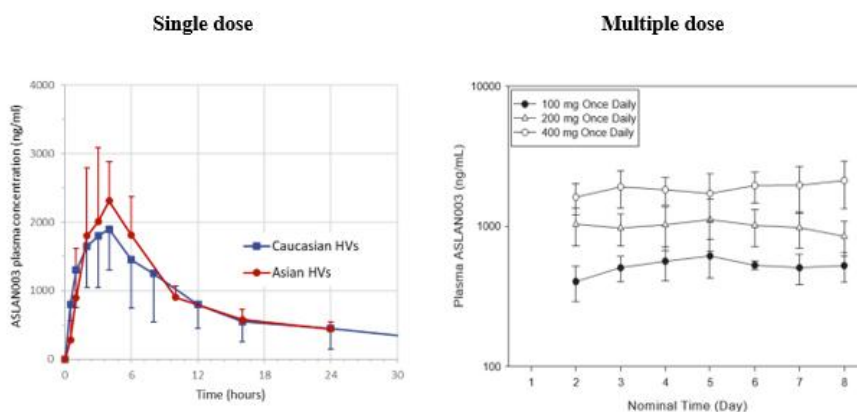 Single dose
Multiple dose
ASLAN003 plasma concentration (ng/ml)
4000
3000
2000
1000
0
Caucasian HVs
Asian HVs
0 6 12 18 24 30
Time (hours)
Plasma ASLAN003 (ng/mL)
10000
1000
100
100 mg Once Daily
200 mg Once Daily
400 mg Once Daily
1 2 3 4 5 6 7 8
Nominal Time (Day)